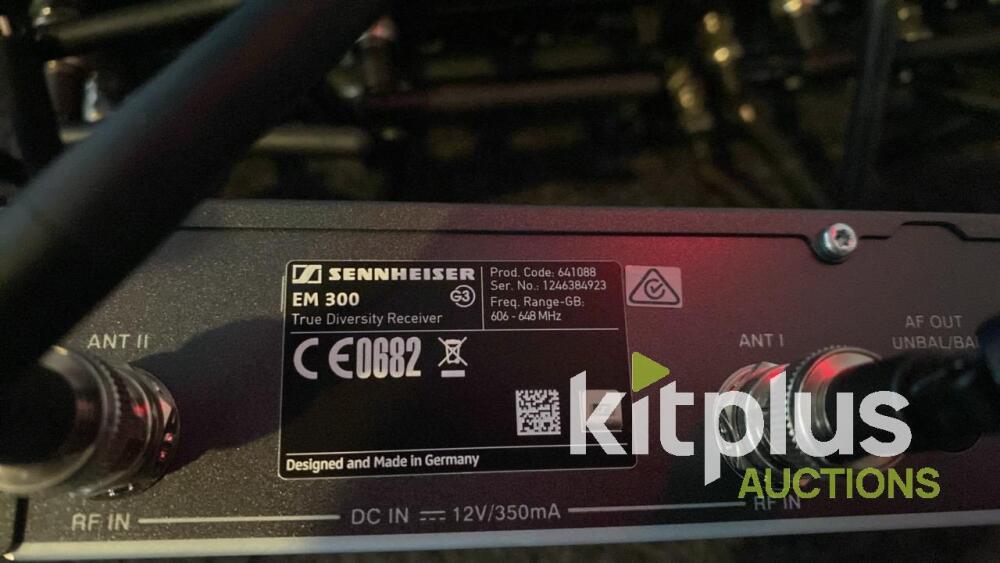 SENNHEISER
EM 300 G3
True Diversity Receiver
Prod. Code: 641088
Ser. No.: 1246384923
Freq. Range-GB:
606 - 648 MHz
CE0682
Designed and Made in Germany
ANT II
ANT I
AF OUT
UNBAL/BAL
RF IN
DC IN 12V/350mA
RF IN
kitplus
AUCTIONS